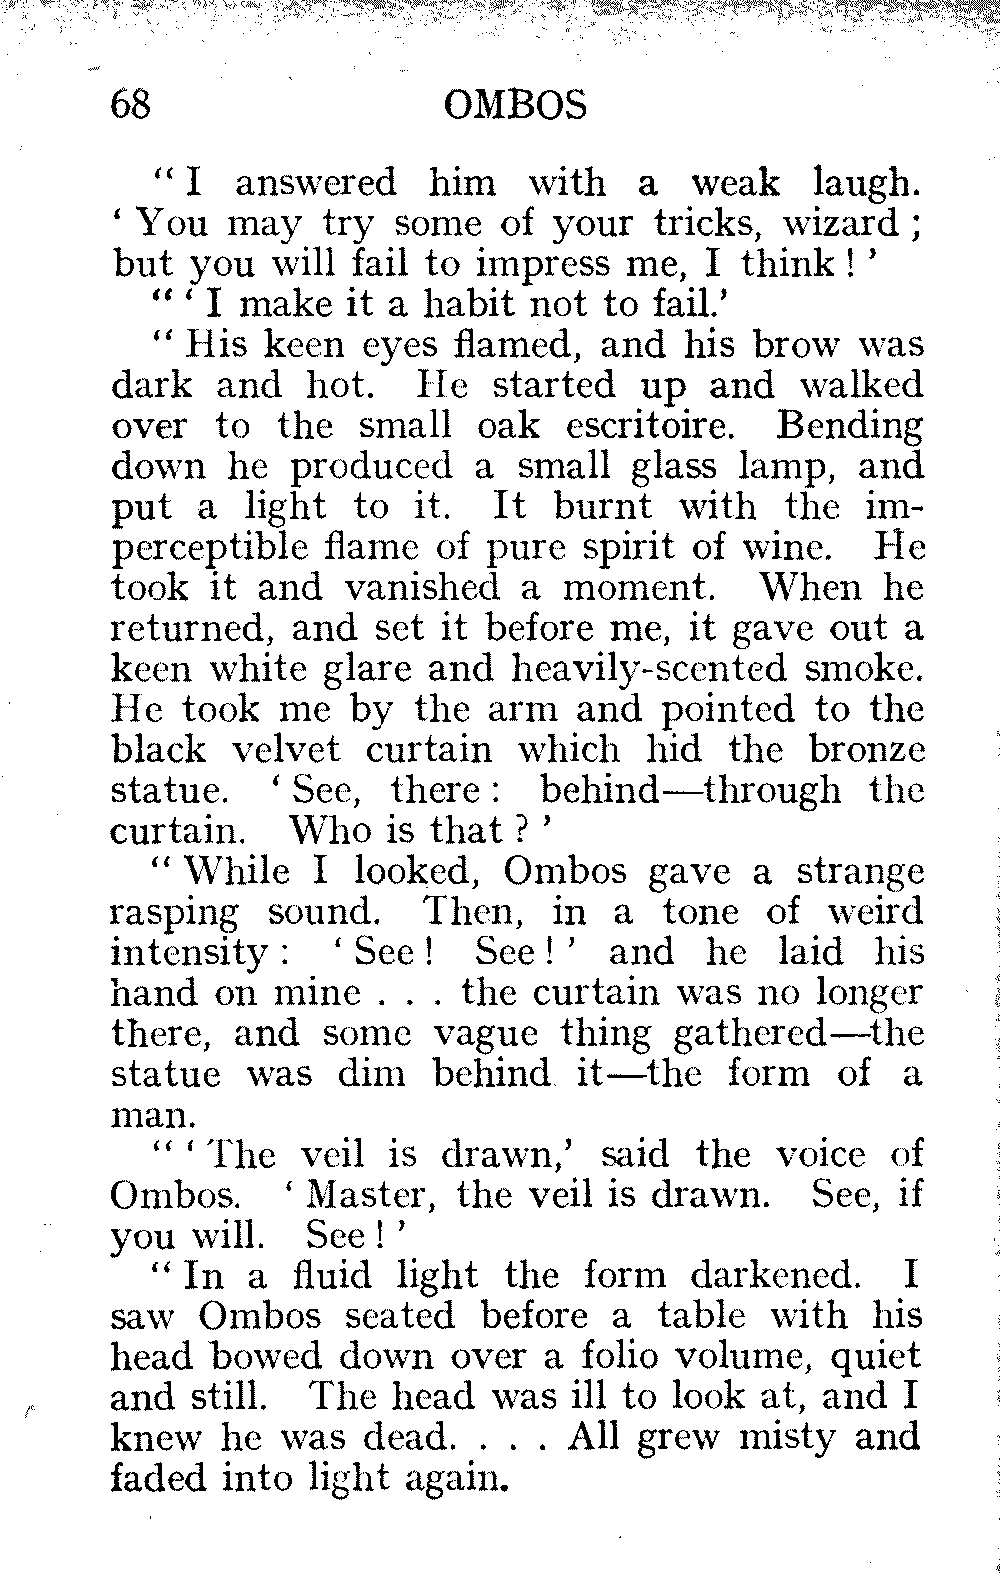 68 OMBOS
“ I answered him with a weak laugh.
‘ You may try some of your tricks, wizard ;
but you will fail to impress me, I think ! ’
“ ‘ I make it a habit not to fail.’
“ His keen eyes flamed, and his brow was
dark and hot. He started up and walked
over to the small oak escritoire. Bending
down he produced a small glass lamp, and
put a light to it. It burnt with the im-
perceptible flame of pure spirit of wine. He
took it and vanished a moment. When he
returned, and set it before me, it gave out a
keen white glare and heavily-scented smoke.
He took me by the arm and pointed to the
black velvet curtain which hid the bronze
statue. ‘ See, there : behind—through the
curtain. Who is that ? ’
“ While I looked, Ombos gave a strange
rasping sound. Then, in a tone of weird
intensity : ‘ See ! See ! ’ and he laid his
hand on mine . . . the curtain was no longer
there, and some vague thing gathered—the
statue was dim behind it—the form of a
man.
“ ‘ The veil is drawn,’ said the voice of
Ombos. ‘ Master, the veil is drawn. See, if
you will. See ! ’
“ In a fluid light the form darkened. I
saw Ombos seated before a table with his
head bowed down over a folio volume, quiet
and still. The head was ill to look at, and I
knew he was dead. . . . All grew misty and
faded into light again.